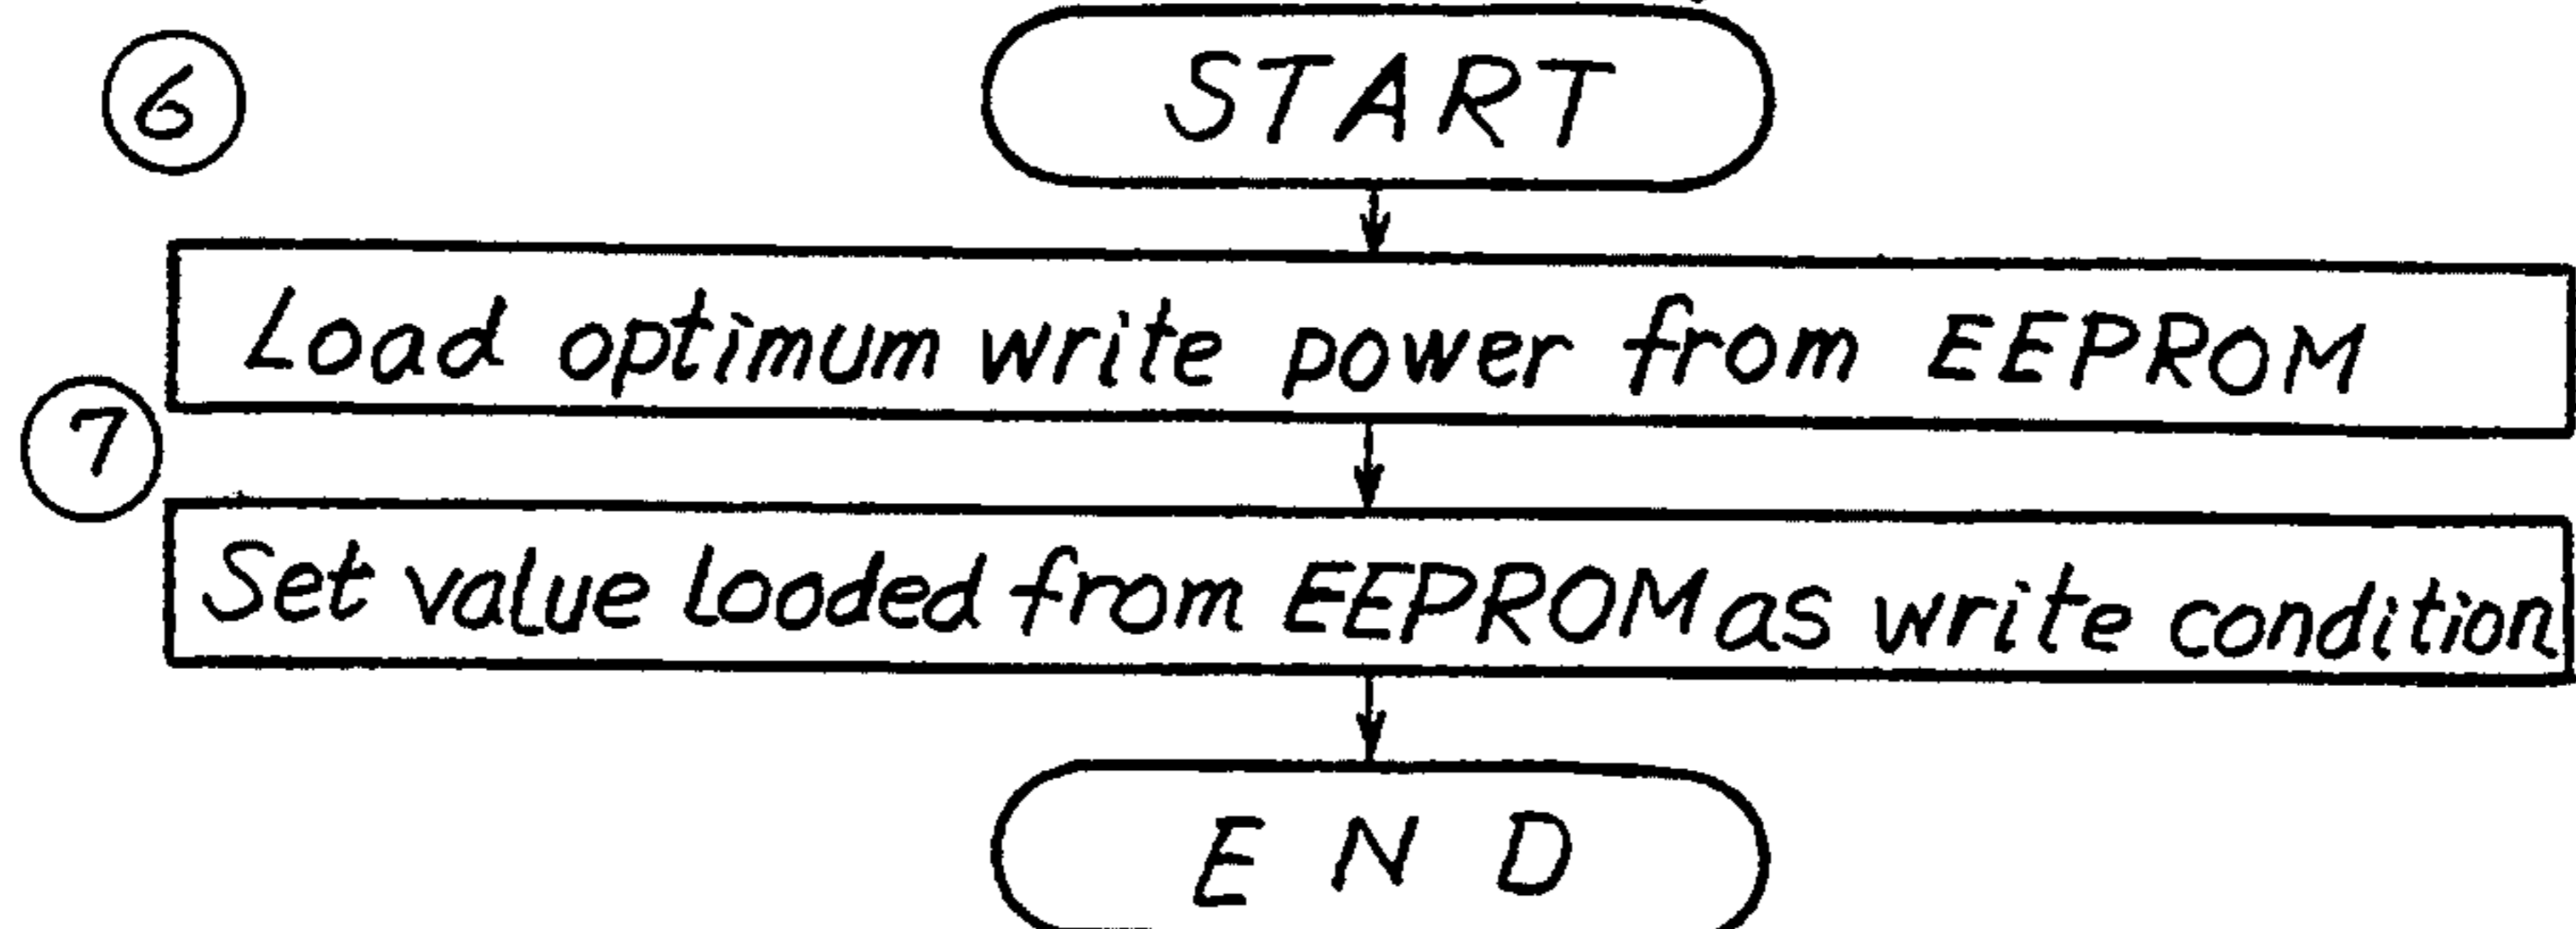 ⑥
START
Load optimum write power from EEPROM
⑦
Set value looded from EEPROM as write condition
END